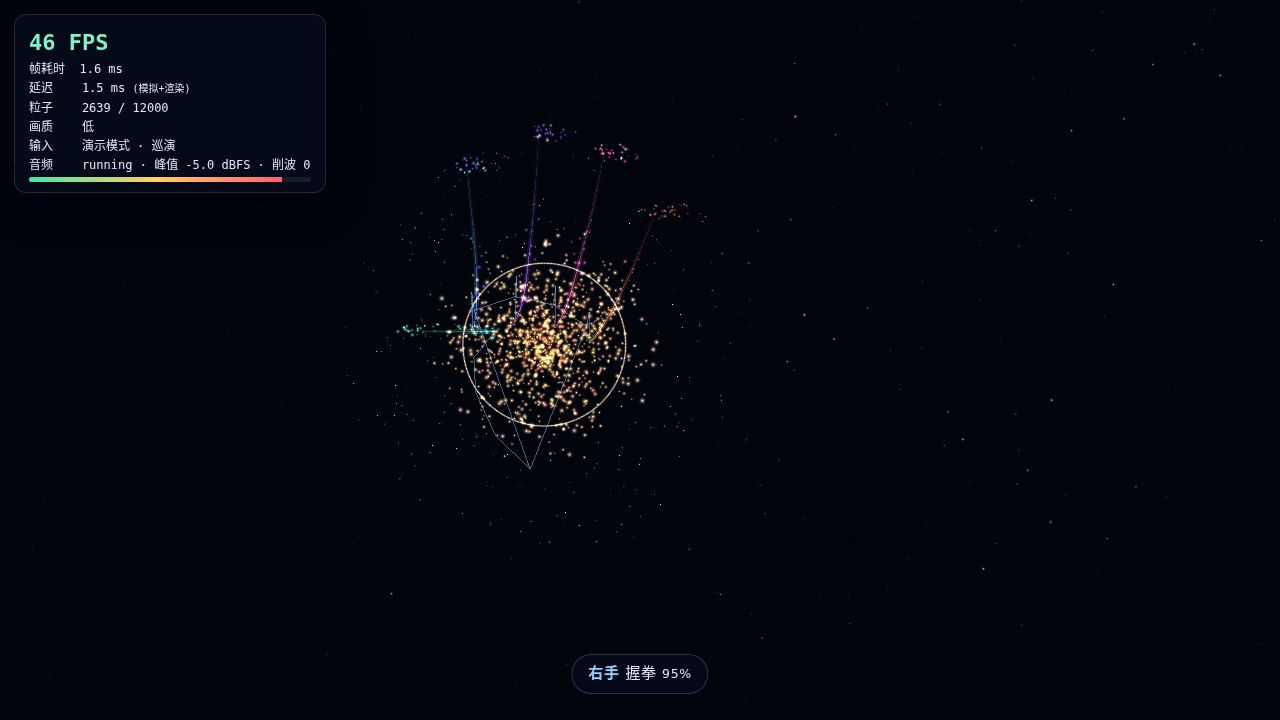 46 FPS
帧耗时 1.6 ms
延迟 1.5 ms (模拟+渲染)
粒子 2639 / 12000
画质 低
输入 演示模式 · 巡演
音频 running · 峰值 -5.0 dBFS · 削波 0
右手 握拳 95%